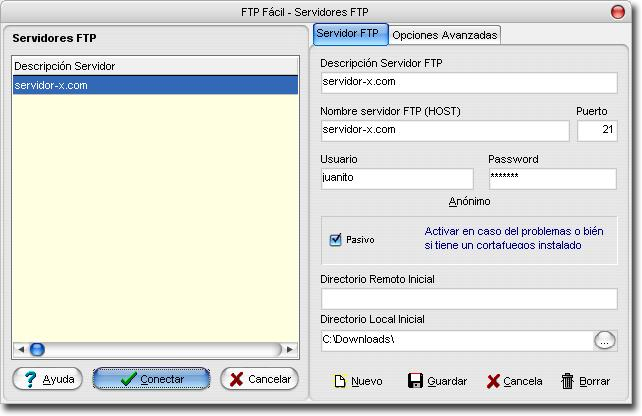 FTP Fácil - Servidores FTP
Servidores FTP
Descripción Servidor
servidor-x.com
Ayuda
Conectar
Cancelar
Servidor FTP
Opciones Avanzadas
Descripción Servidor FTP
servidor-x.com
Nombre servidor FTP (HOST)
Puerto
servidor-x.com
21
Usuario
Password
juanito
*******
Anónimo
Pasivo
Activar en caso del problemas o bién
si tiene un cortafuegos instalado
Directorio Remoto Inicial
Directorio Local Inicial
C:\Downloads\
...
Nuevo
Guardar
Cancela
Borrar